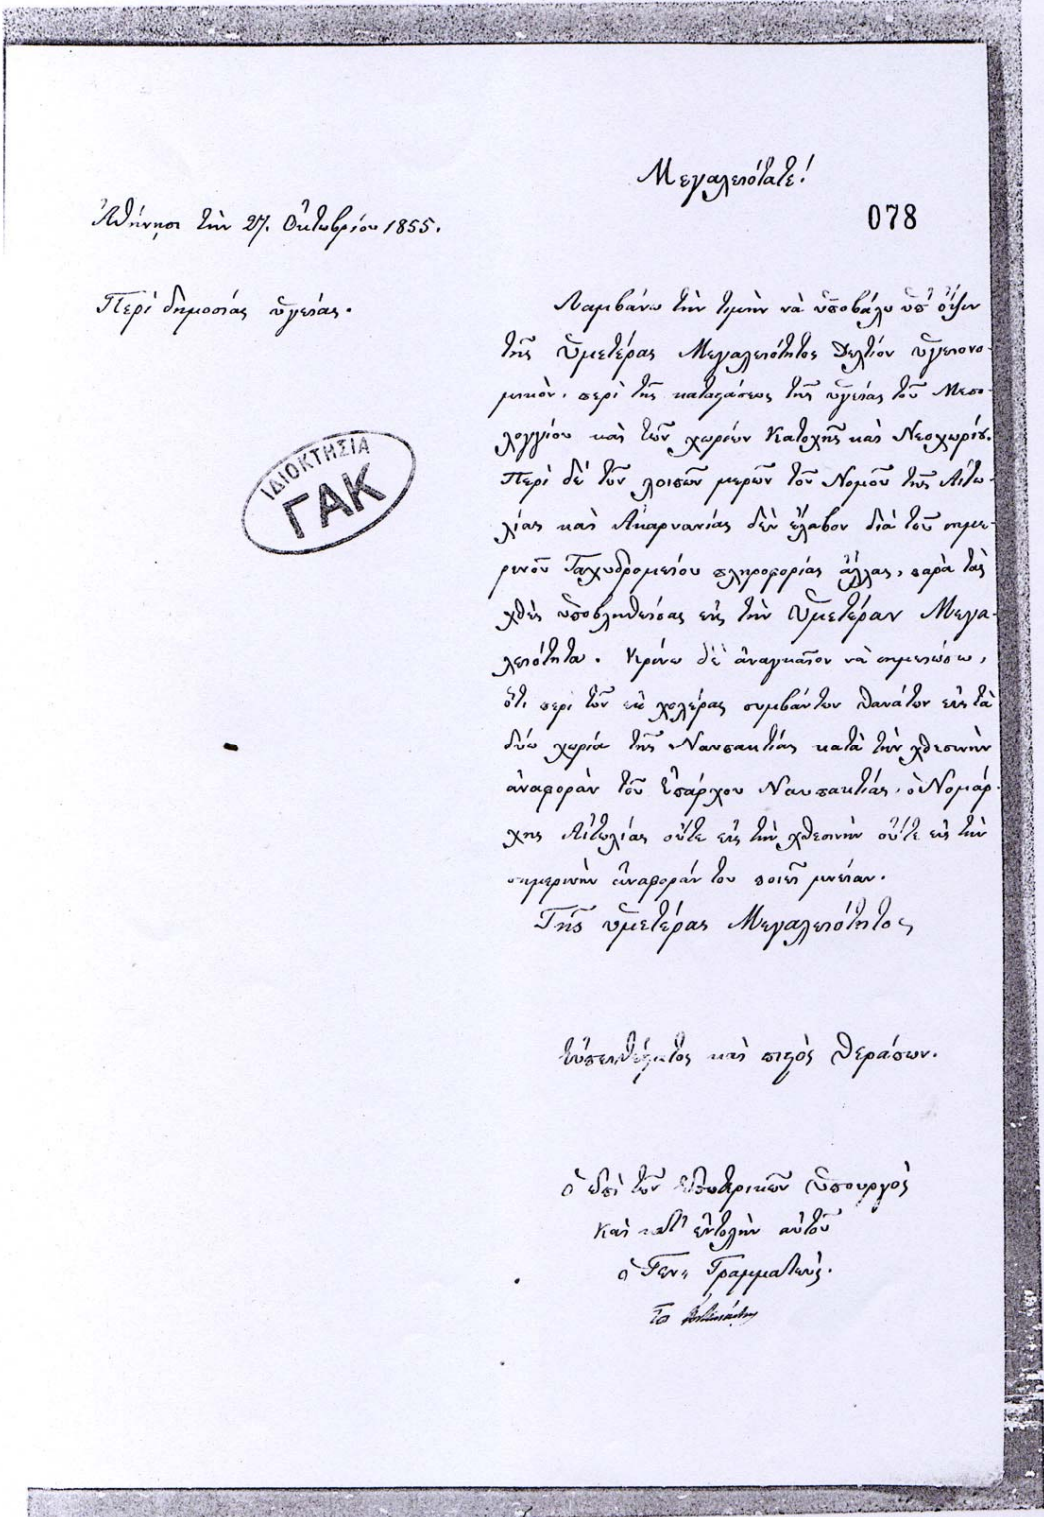 Μεγαλειότατε!
078
Ἀθήνησι τὴν 27. Ὀκτωβρίου 1855.
Περὶ δημοσίας ὑγείας.
Λαμβάνω τὴν τιμὴν νὰ ὑποβάλω ὑπ' ὄψιν
τῆς Ὑμετέρας Μεγαλειότητος Δελτίον ὑγειονο-
μικὸν, περὶ τῆς καταστάσεως τῆς ὑγείας τοῦ Μεσο-
λογγίου καὶ τῶν χωρίων Κατοχῆς καὶ Νεοχωρίου.
Περὶ δὲ τῶν λοιπῶν μερῶν τοῦ Νομοῦ τῆς Αἰτω-
λίας καὶ Ἀκαρνανίας δὲν ἔλαβον διὰ τοῦ σημε-
ρινοῦ Ταχυδρομείου πληροφορίας ἄλλας, παρὰ τὰς
χθὲς ὑποβληθείσας εἰς τὴν Ὑμετέραν Μεγα-
λειότητα. Κρίνω δὲ ἀναγκαῖον νὰ σημειώσω,
ὅτι περὶ τῶν ἐκ χολέρας συμβάντων θανάτων εἰς τὰ
δύω χωρία τῆς Ναυπακτίας κατὰ τὴν χθεσινὴν
ἀναφορὰν τοῦ Ἐπάρχου Ναυπακτίας, ὁ Νομάρ-
χης Αἰτωλίας οὔτε εἰς τὴν χθεσινὴν οὔτε εἰς τὴν
σημερινὴν ἀναφοράν του ποιεῖ μνείαν.
Τῆς ὑμετέρας Μεγαλειότητος
εὐπειθέστατος καὶ πιστὸς θεράπων.
ὁ ἐπὶ τῶν Ἐσωτερικῶν Ὑπουργὸς
Καὶ κατ' ἐντολὴν αὐτοῦ
ὁ Γεν. Γραμματεύς.
ΙΔΙΟΚΤΗΣΙΑ
ΓΑΚ